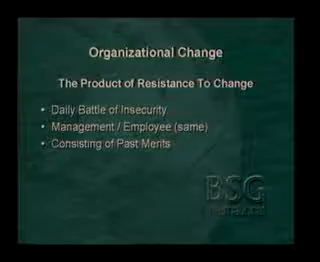 Organizational Change
The Product of Resistance To Change
• Daily Battle of Insecurity
• Management / Employee (same)
• Consisting of Past Merits
BSG